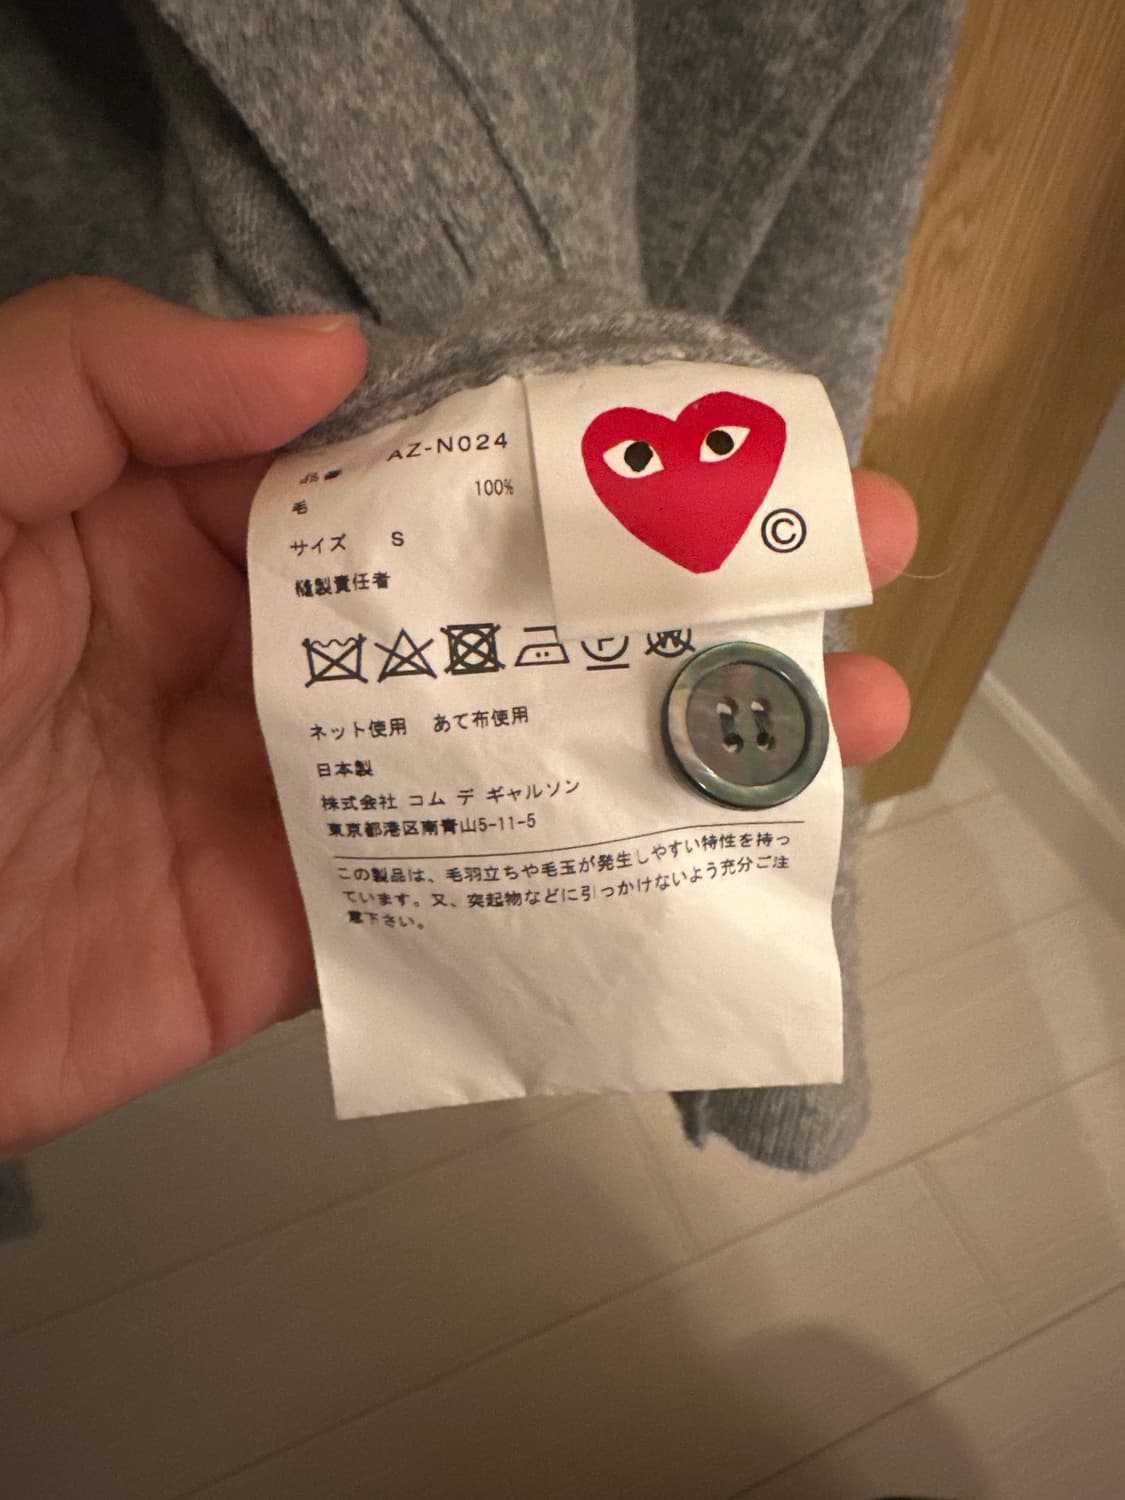 品番 AZ-N024
毛 100%
サイズ S
縫製責任者
P W
ネット使用 あて布使用
日本製
株式会社 コム デ ギャルソン
東京都港区南青山5-11-5
この製品は、毛羽立ちや毛玉が発生しやすい特性を持っ
ています。又、突起物などに引っかけないよう充分ご注
意下さい。
©